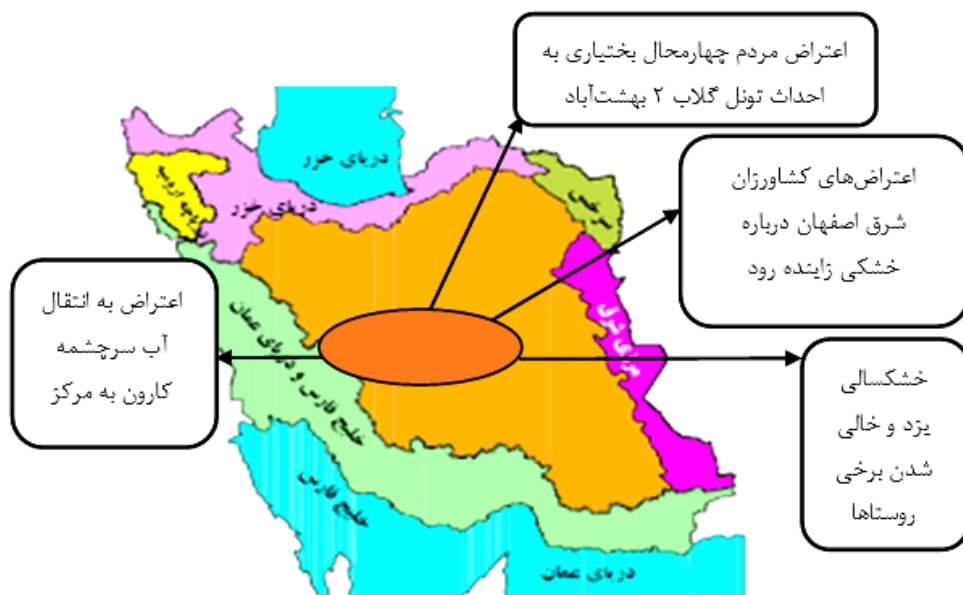 اعتراض مردم چهارمحال بختیاری به
احداث تونل گلاب ۲ بهشت‌آباد
اعتراض‌های کشاورزان
شرق اصفهان درباره
خشکی زاینده رود
اعتراض به انتقال
آب سرچشمه
کارون به مرکز
خشکسالی
یزد و خالی
شدن برخی
روستاها
دریای خزر
دریای خزر
خلیج فارس و دریای عمان
مرزی شرقی
خلیج فارس
دریای عمان